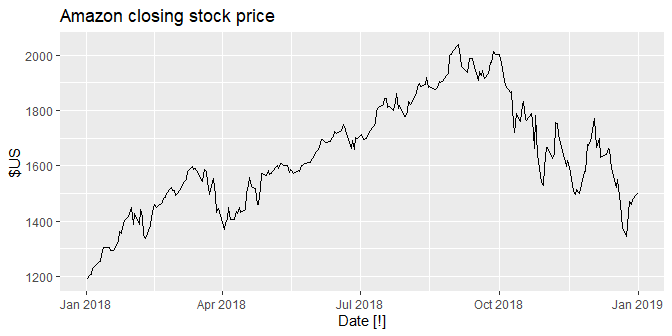 Amazon closing stock price
$US
2000
1800
1600
1400
1200
Jan 2018 Apr 2018 Jul 2018 Oct 2018 Jan 2019
Date [!]